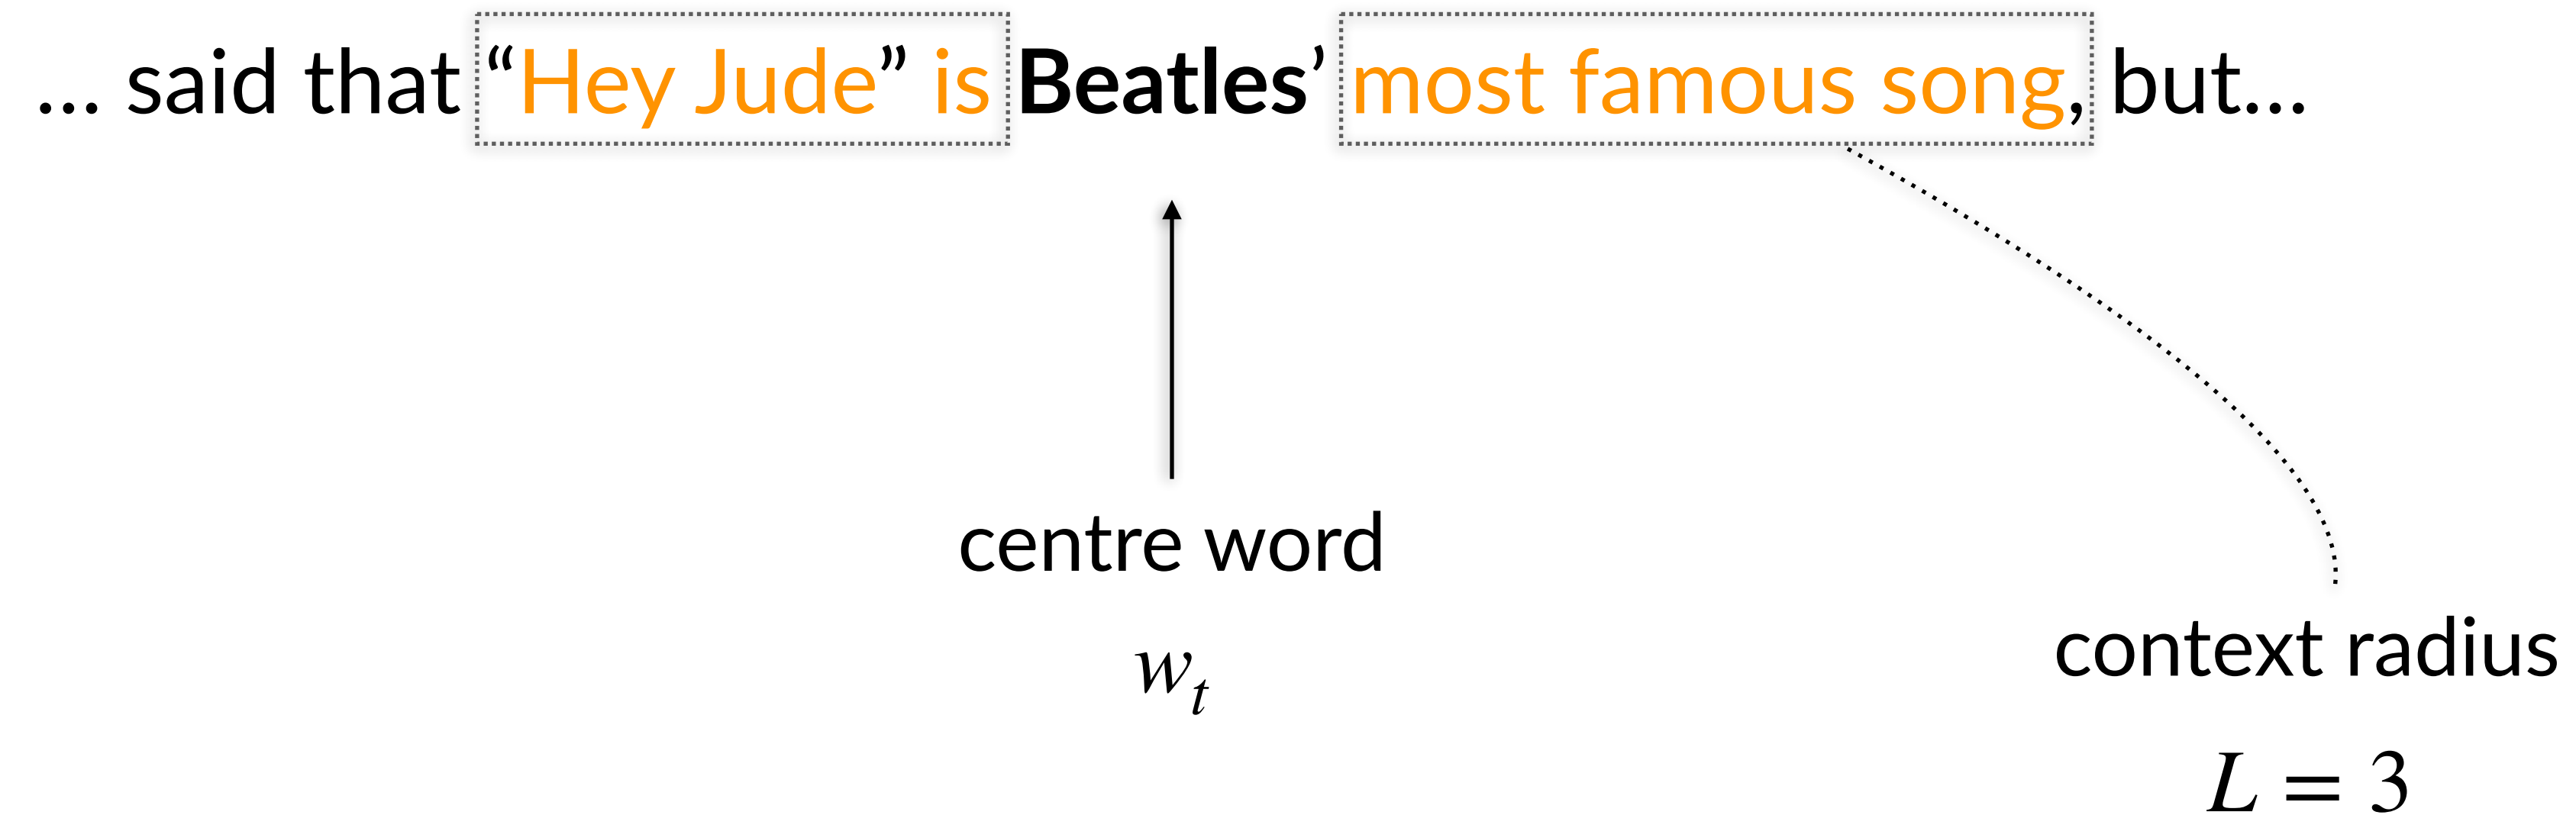 ... said that “Hey Jude” is Beatles’ most famous song, but...
centre word
w_t
context radius
L = 3